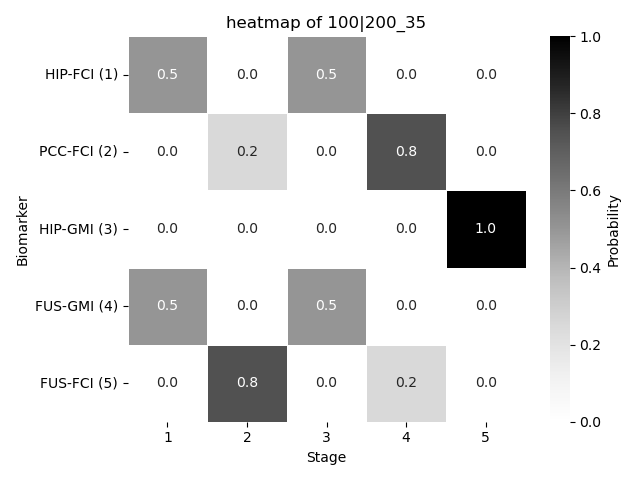 heatmap of 100|200_35
HIP-FCI (1) 0.5 0.0 0.5 0.0 0.0
PCC-FCI (2) 0.0 0.2 0.0 0.8 0.0
HIP-GMI (3) 0.0 0.0 0.0 0.0 1.0
FUS-GMI (4) 0.5 0.0 0.5 0.0 0.0
FUS-FCI (5) 0.0 0.8 0.0 0.2 0.0
1 2 3 4 5
Stage
Biomarker
1.0
0.8
0.6
0.4
0.2
0.0
Probability